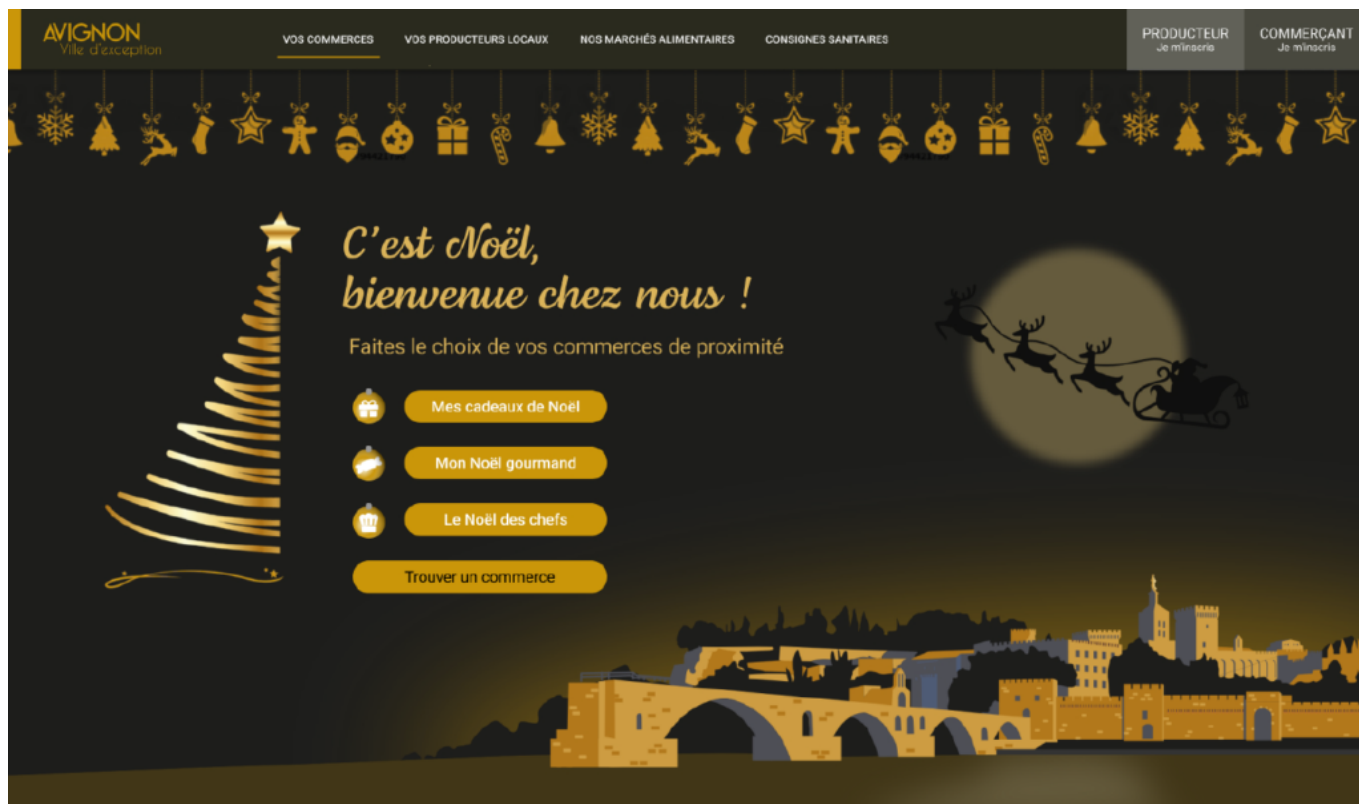 AVIGNON
Ville d'exception
VOS COMMERCES
VOS PRODUCTEURS LOCAUX
NOS MARCHÉS ALIMENTAIRES
CONSIGNES SANITAIRES
PRODUCTEUR
Je m'inscris
COMMERÇANT
Je m'inscris
C'est Noël,
bienvenue chez nous !
Faites le choix de vos commerces de proximité
Mes cadeaux de Noël
Mon Noël gourmand
Le Noël des chefs
Trouver un commerce